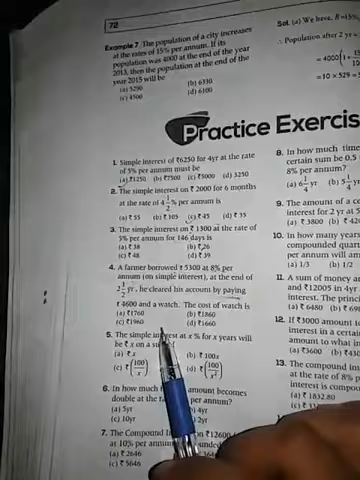 72
Example 7. The population of a city increases
at the rates of 15% per annum. If its
population was 4000 at the end of the year
2013, then the population at the end of the
year 2015 will be
(a) 5290 (b) 6330
(c) 4500 (d) 6100
Sol. (a) We have, R=15%,
∴ Population after 2 yr =
= 4000(1 +
= 10 × 529 =
Practice Exercis
1. Simple interest of ₹6250 for 4yr at the rate
of 5% per annum must be
(a) ₹1250 (b) ₹7500 (c) ₹5000 (d) 3250
2. The simple interest on ₹ 2000 for 6 months
at the rate of 4 1/2 % per annum is
(a) ₹ 55 (b) ₹ 305 (c) ₹ 45 (d) ₹ 35
3. The simple interest on ₹ 1300 at the rate of
5% per annum for 146 days is
(a) ₹ 38 (b) ₹ 26
(c) ₹ 48 (d) ₹ 39
4. A farmer borrowed ₹ 5300 at 8% per
annum (on simple interest), at the end of
2 1/2 yr, he cleared his account by paying
₹ 4600 and a watch. The cost of watch is
(a) ₹1760 (b) ₹1860
(c) ₹1960 (d) ₹1660
5. The simple interest at x % for x years will
be ₹ x on a
(a) ₹ x (b) ₹ 100x
(c) ₹ (100/x) (d) ₹ (100/x²)
6. In how much amount becomes
double at the per annum?
(a) 5yr 4yr
(c) 10yr 2yr
7. The Compound on ₹12600
at 10% per annum
(a) ₹ 2646
(c) ₹ 5646
8. In how much time
certain sum be 0.5
8% per annum?
(a) 6 1/4 yr (b) 5 1/4 yr
9. The amount of a ce
interest for 2 yr at 5
(a) ₹ 3800 (b) ₹ 42
10. In how many years
compounded quart
per annum will am
(a) 1/3 (b) 1/2
11. A sum of money a
and ₹12005 in 4yr
interest. The princi
(a) ₹ 6480 (b) ₹ 698
12. If ₹3000 amount to
interest in a certain
amount to what in
(a) ₹3600 (b) ₹430
13. The compound in
at the rate of 8% p
interest is compou
(a) ₹ 1832.80